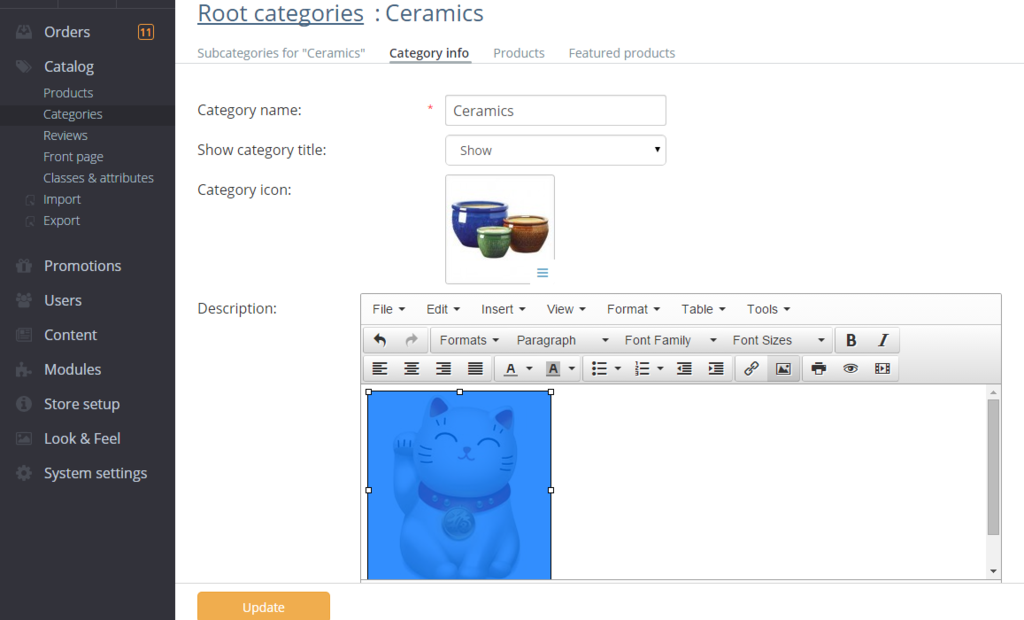 Orders 11
Catalog
Products
Categories
Reviews
Front page
Classes & attributes
Import
Export
Promotions
Users
Content
Modules
Store setup
Look & Feel
System settings
Root categories : Ceramics
Subcategories for "Ceramics" Category info Products Featured products
Category name: * Ceramics
Show category title: Show
Category icon:
Description:
File Edit Insert View Format Table Tools
Formats Paragraph Font Family Font Sizes B I
A A
Update